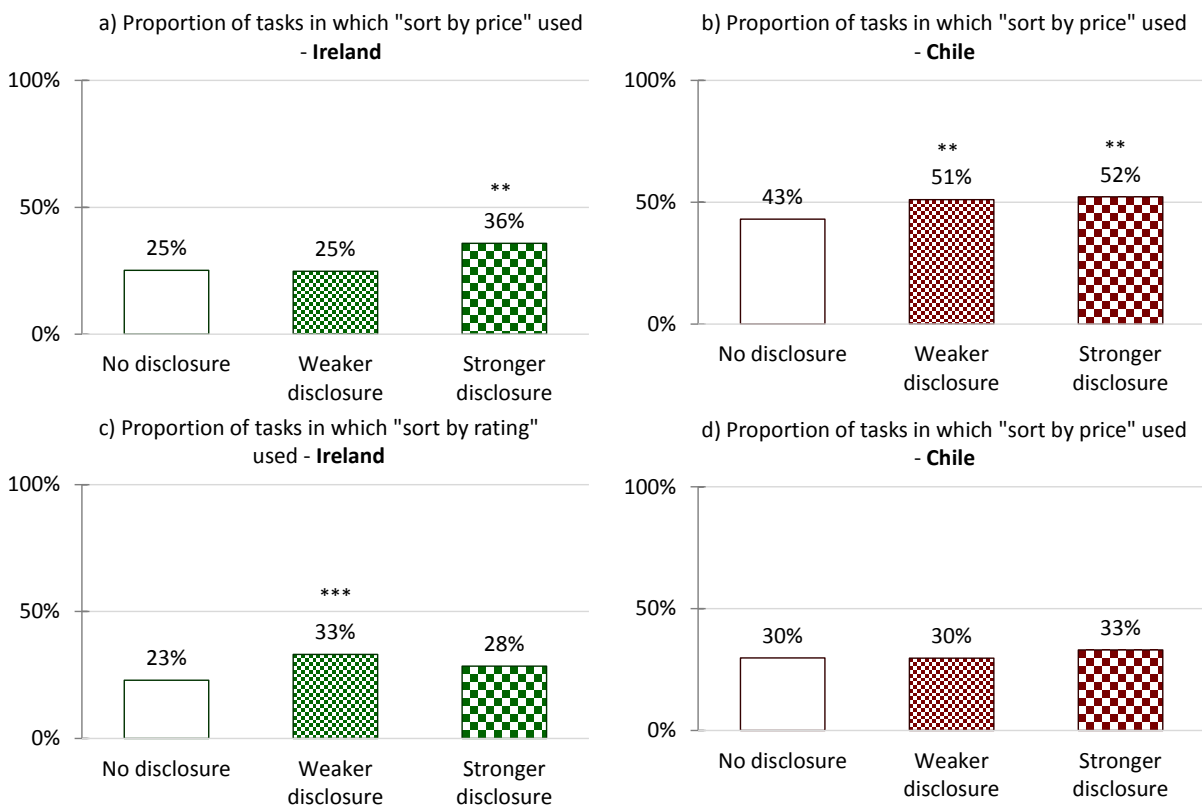 a) Proportion of tasks in which "sort by price" used
- Ireland
100%
50%
0%
25%
25%
**
36%
No disclosure
Weaker
disclosure
Stronger
disclosure
b) Proportion of tasks in which "sort by price" used
- Chile
100%
50%
0%
43%
**
51%
**
52%
No disclosure
Weaker
disclosure
Stronger
disclosure
c) Proportion of tasks in which "sort by rating"
used - Ireland
100%
50%
0%
23%
***
33%
28%
No disclosure
Weaker
disclosure
Stronger
disclosure
d) Proportion of tasks in which "sort by price" used
- Chile
100%
50%
0%
30%
30%
33%
No disclosure
Weaker
disclosure
Stronger
disclosure